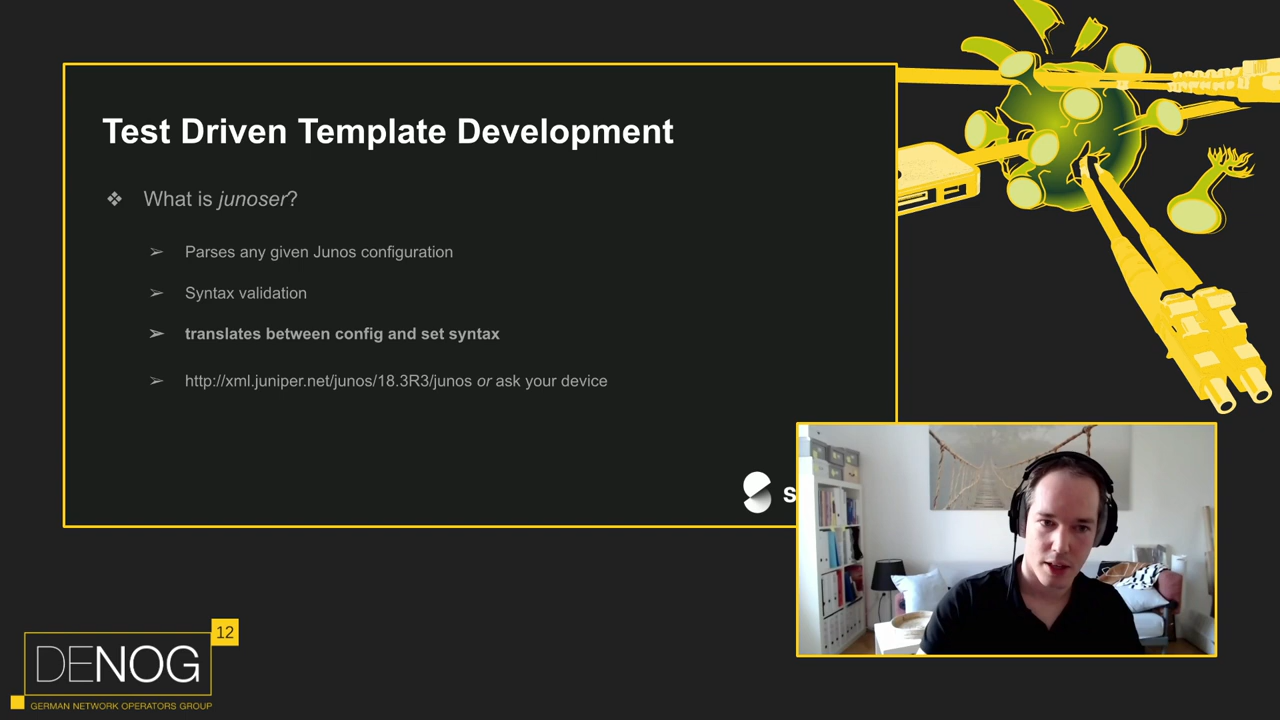 Test Driven Template Development
❖ What is junoser?
➢ Parses any given Junos configuration
➢ Syntax validation
➢ translates between config and set syntax
➢ http://xml.juniper.net/junos/18.3R3/junos or ask your device
s
12
DENOG
GERMAN NETWORK OPERATORS GROUP